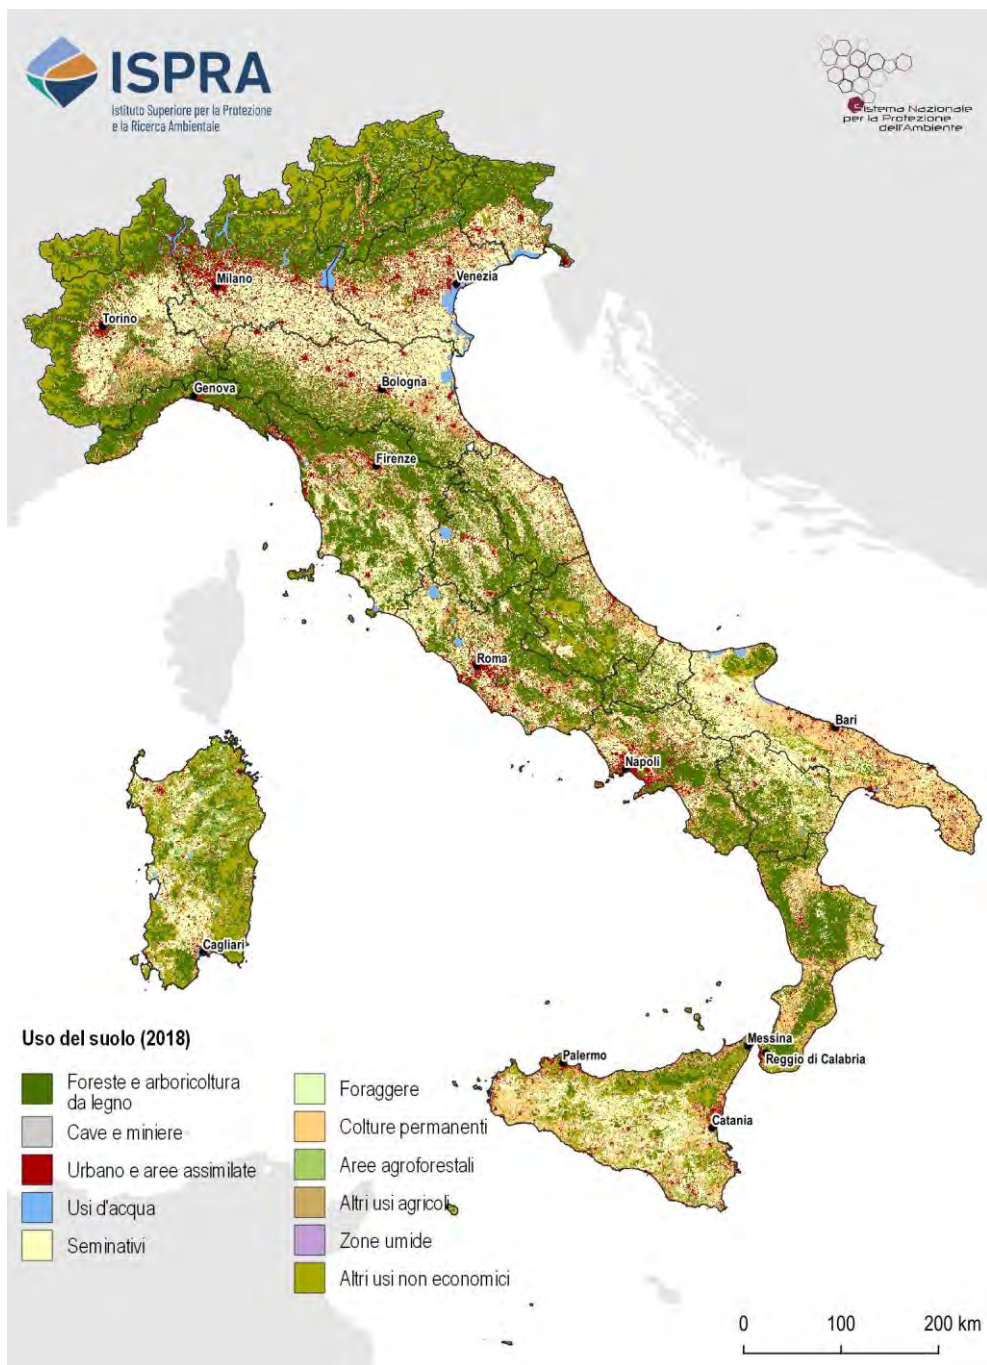 ISPRA
Istituto Superiore per la Protezione
e la Ricerca Ambientale
Sistema Nazionale
per la Protezione
dell'Ambiente
Milano
Venezia
Torino
Genova
Bologna
Firenze
Roma
Bari
Napoli
Cagliari
Messina
Palermo
Reggio di Calabria
Catania
Uso del suolo (2018)
Foreste e arboricoltura
da legno
Cave e miniere
Urbano e aree assimilate
Usi d'acqua
Seminativi
Foraggere
Colture permanenti
Aree agroforestali
Altri usi agricoli
Zone umide
Altri usi non economici
0 100 200 km